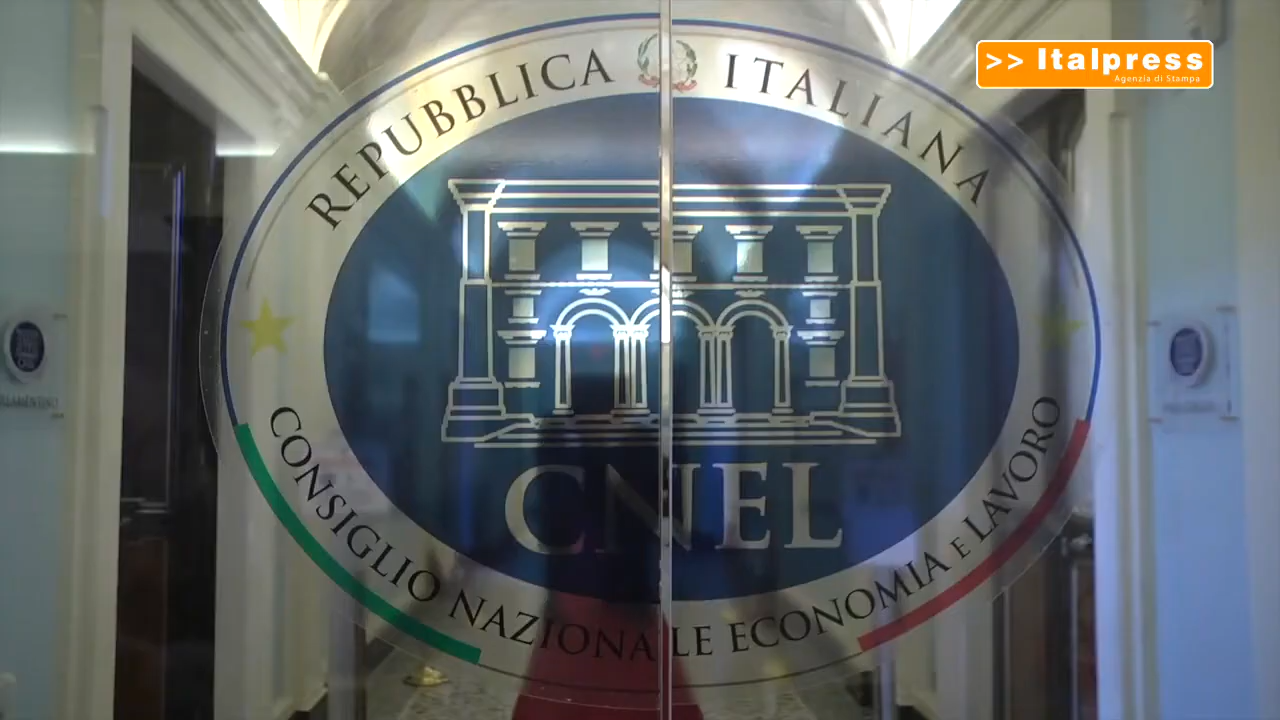 >> Italpress
Agenzia di Stampa
REPUBBLICA ITALIANA
CNEL
CONSIGLIO NAZIONALE ECONOMIA E LAVORO